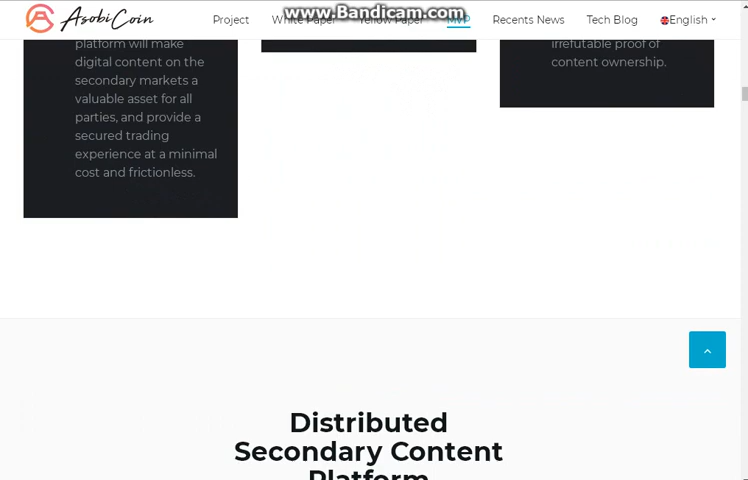 AsobiCoin
Project
White Paper
Yellow Paper
MVP
Recents News
Tech Blog
English
www.Bandicam.com
platform will make
digital content on the
secondary markets a
valuable asset for all
parties, and provide a
secured trading
experience at a minimal
cost and frictionless.
irrefutable proof of
content ownership.
Distributed
Secondary Content
Platform